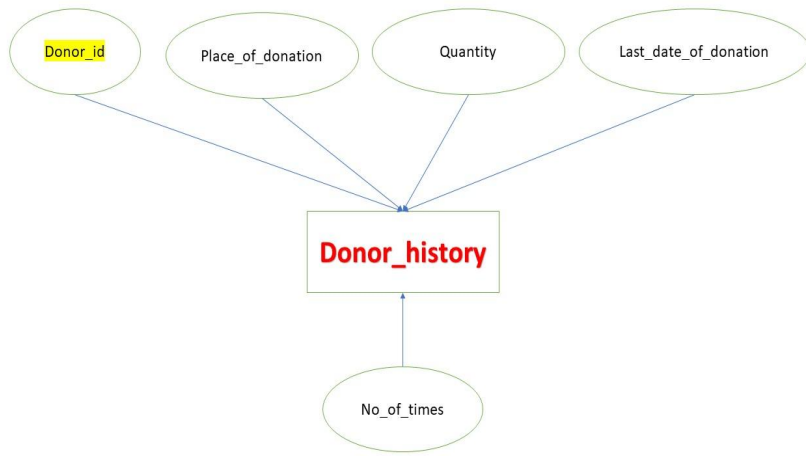 Donor_id
Place_of_donation
Quantity
Last_date_of_donation
Donor_history
No_of_times